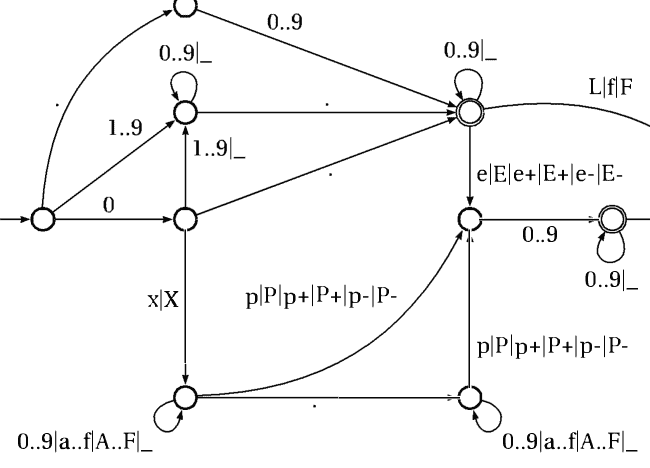 0..9
0..9|_
0..9|_
L|f|F
.
1..9
.
1..9|_
.
e|E|e+|E+|e-|E-
0
0..9
0..9|_
x|X
p|P|p+|P+|p-|P-
p|P|p+|P+|p-|P-
.
0..9|a..f|A..F|_
0..9|a..f|A..F|_